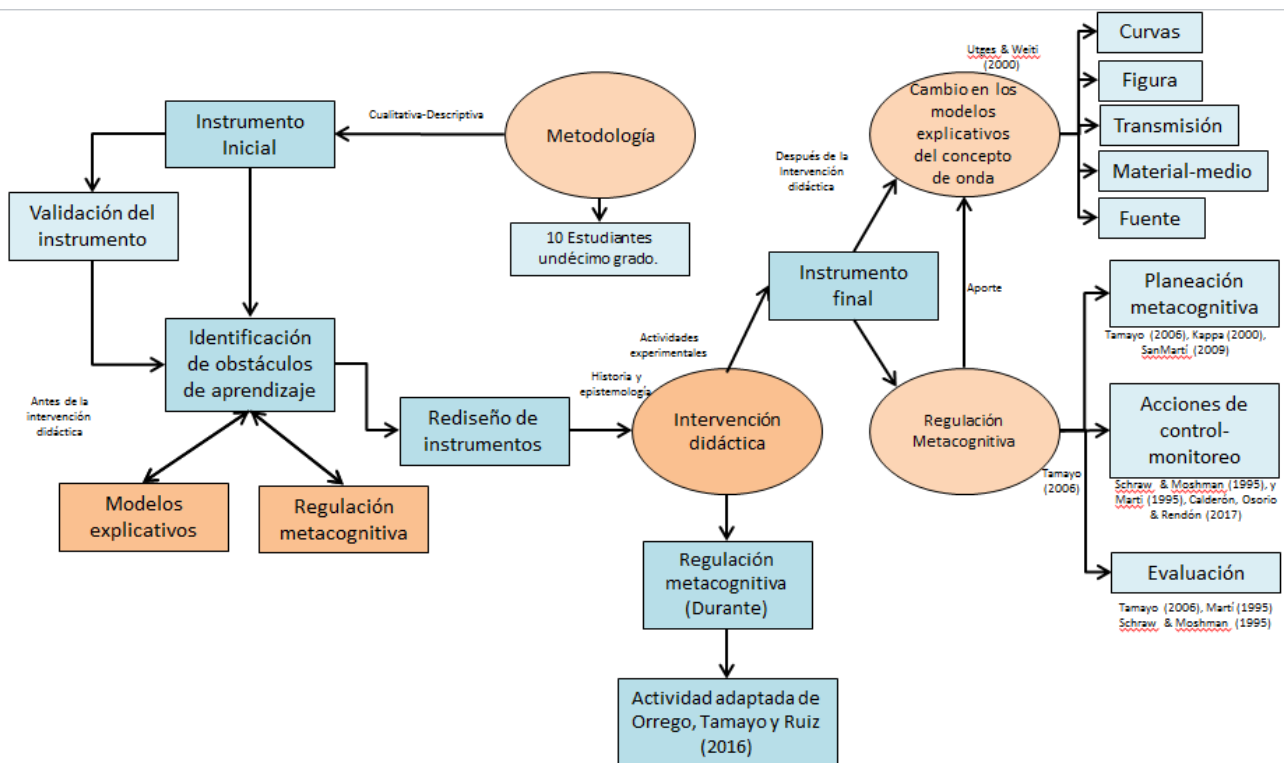 Instrumento
Inicial
Cualitativa-Descriptiva
Metodología
10 Estudiantes
undécimo grado.
Validación del
instrumento
Identificación
de obstáculos
de aprendizaje
Antes de la
intervención
didáctica
Modelos
explicativos
Regulación
metacognitiva
Rediseño de
instrumentos
Actividades
experimentales
Historia y
epistemología
Intervención
didáctica
Regulación
metacognitiva
(Durante)
Actividad adaptada de
Orrego, Tamayo y Ruiz
(2016)
Instrumento
final
Después de la
Intervención
didáctica
Utges & Weiti
(2000)
Cambio en los
modelos
explicativos
del concepto
de onda
Curvas
Figura
Transmisión
Material-medio
Fuente
Aporte
Regulación
Metacognitiva
Tamayo
(2006)
Planeación
metacognitiva
Tamayo (2006), Kappa (2000),
SanMartí (2009)
Acciones de
control-
monitoreo
Schraw & Moshman (1995), y
Marti (1995), Calderón, Osorio
& Rendón (2017)
Evaluación
Tamayo (2006), Martí (1995)
Schraw & Moshman (1995)